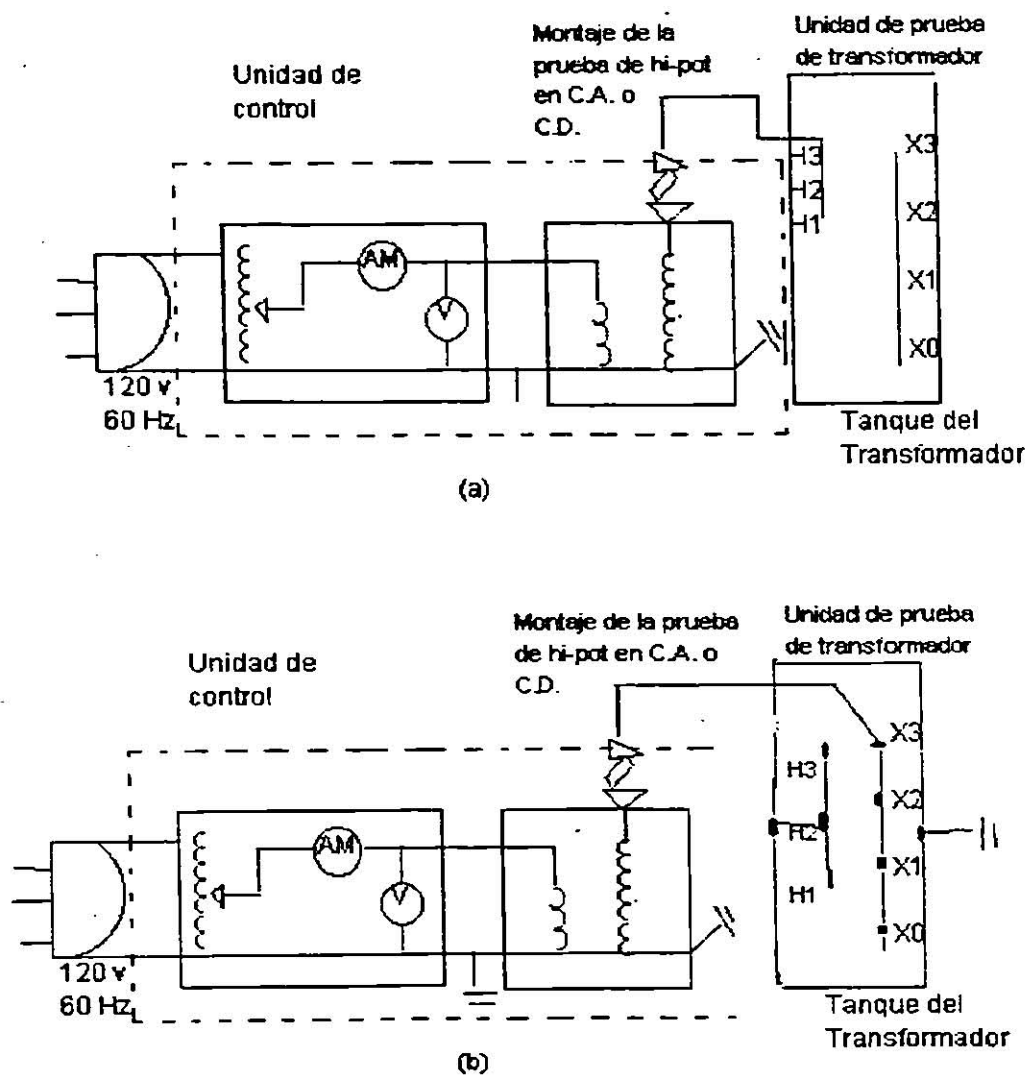 Unidad de
control
Montaje de la
prueba de hi-pot
en C.A. o
C.D.
Unidad de prueba
de transformador
H3
H2
H1
X3
X2
X1
X0
AM
V
120 v
60 Hz
Tanque del
Transformador
(a)
Unidad de
control
Montaje de la prueba
de hi-pot en C.A. o
C.D.
Unidad de prueba
de transformador
H3
H2
H1
X3
X2
X1
X0
AM
V
120 v
60 Hz
Tanque del
Transformador
(b)